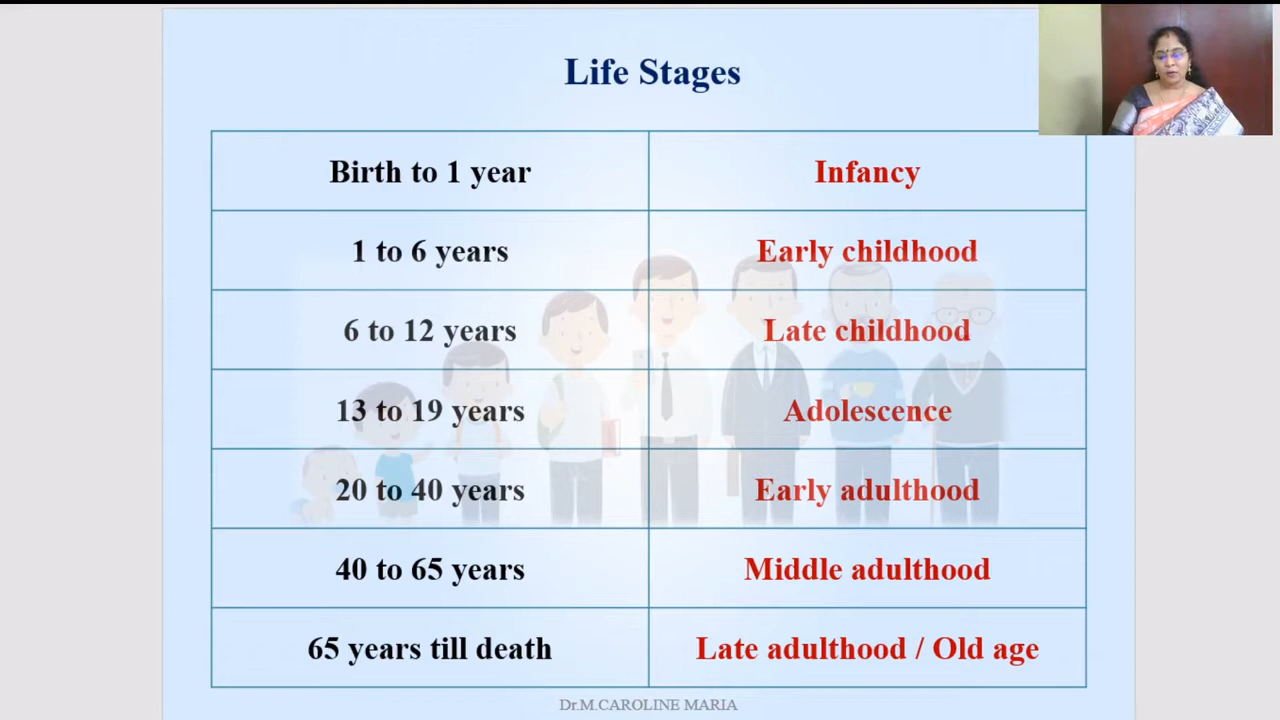 Life Stages
Birth to 1 year Infancy
1 to 6 years Early childhood
6 to 12 years Late childhood
13 to 19 years Adolescence
20 to 40 years Early adulthood
40 to 65 years Middle adulthood
65 years till death Late adulthood / Old age
Dr.M.CAROLINE MARIA